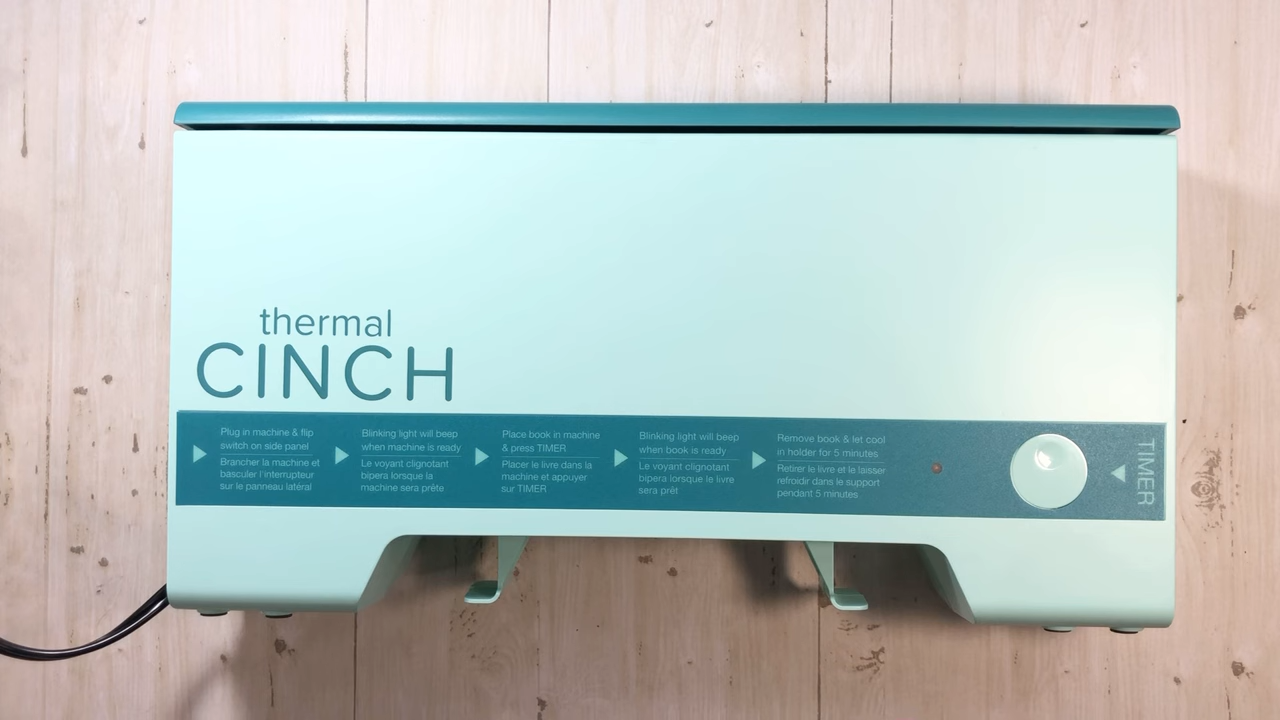 thermal
CINCH
Plug in machine & flip
switch on side panel
Brancher la machine et
basculer l'interrupteur
sur le panneau latéral
Blinking light will beep
when machine is ready
Le voyant clignotant
bipera lorsque la
machine sera prête
Place book in machine
& press TIMER
Placer le livre dans la
machine et appuyer
sur TIMER
Blinking light will beep
when book is ready
Le voyant clignotant
bipera lorsque le livre
sera prêt
Remove book & let cool
in holder for 5 minutes
Retirer le livre et le laisser
refroidir dans le support
pendant 5 minutes
TIMER